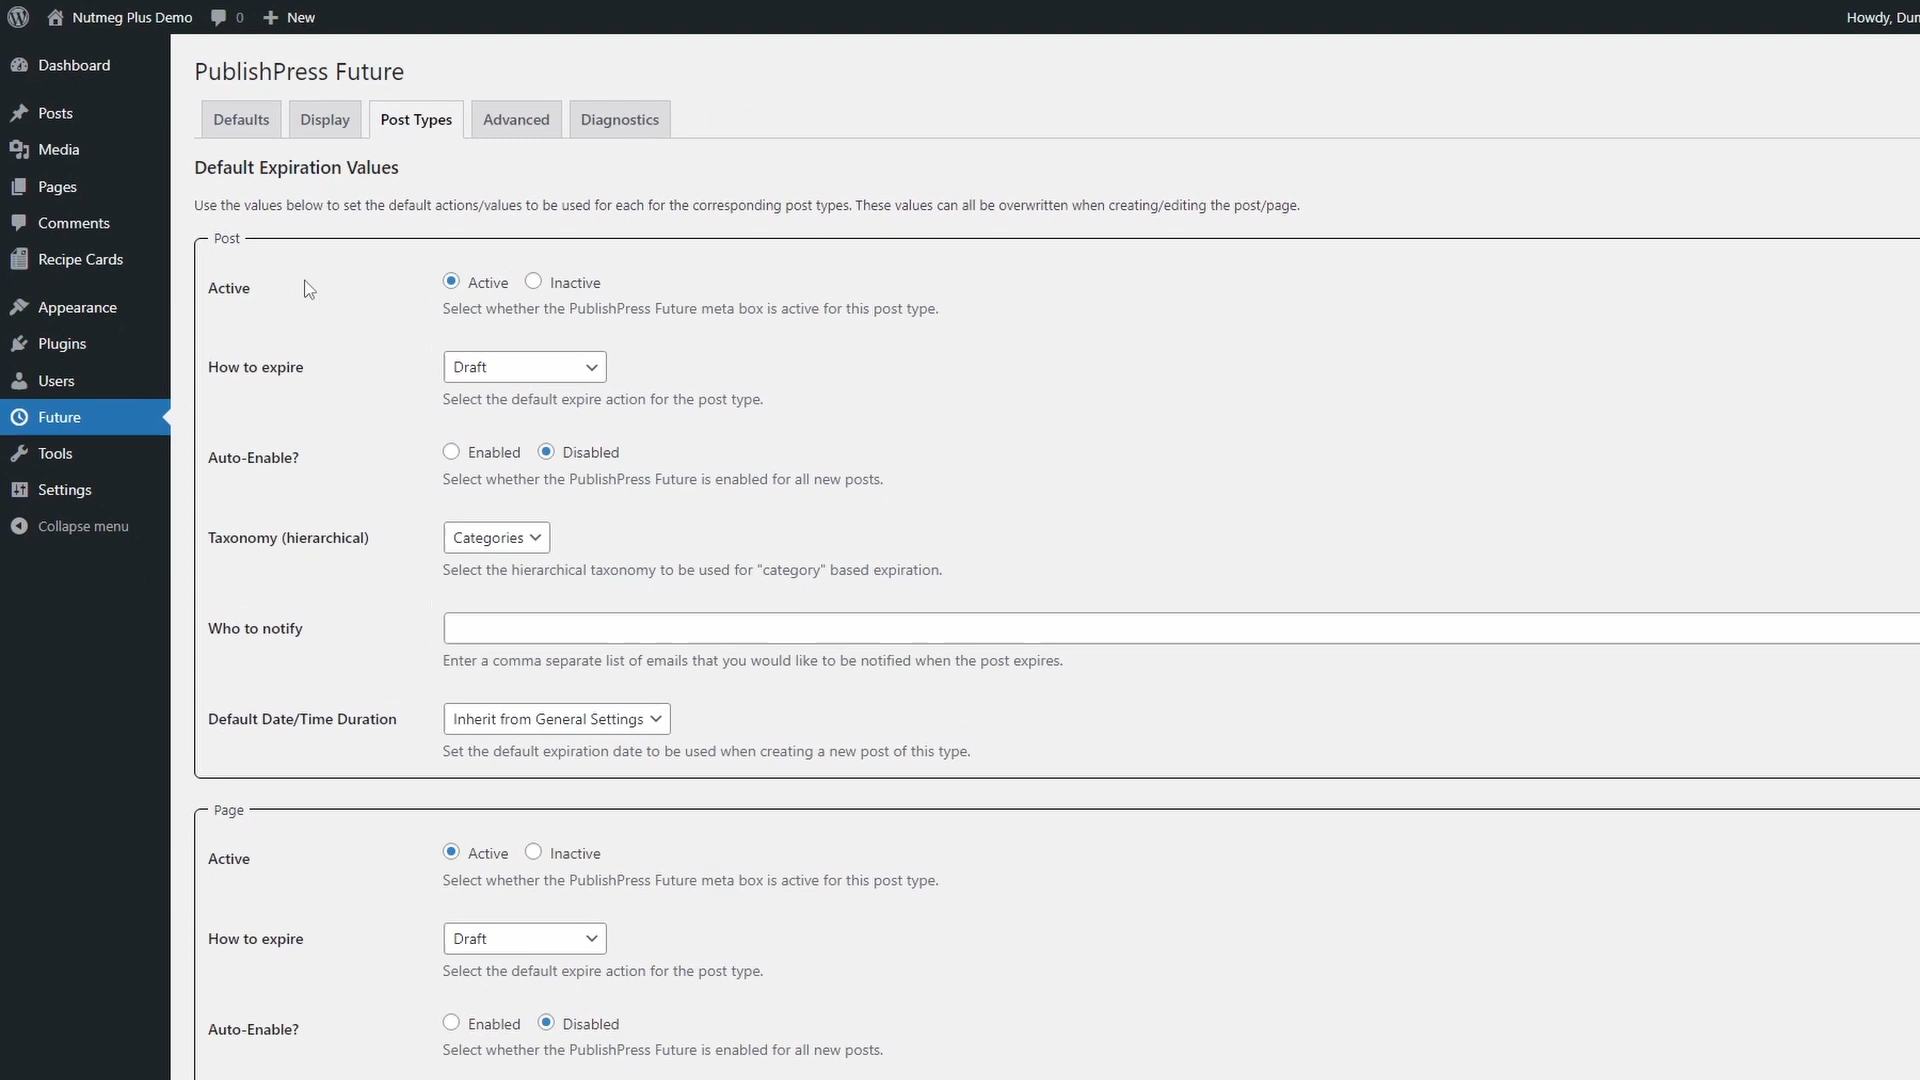 Nutmeg Plus Demo 0 New Howdy, Dun
Dashboard
Posts
Media
Pages
Comments
Recipe Cards
Appearance
Plugins
Users
Future
Tools
Settings
Collapse menu
PublishPress Future
Defaults Display Post Types Advanced Diagnostics
Default Expiration Values
Use the values below to set the default actions/values to be used for each for the corresponding post types. These values can all be overwritten when creating/editing the post/page.
Post
Active Active Inactive
Select whether the PublishPress Future meta box is active for this post type.
How to expire Draft
Select the default expire action for the post type.
Auto-Enable? Enabled Disabled
Select whether the PublishPress Future is enabled for all new posts.
Taxonomy (hierarchical) Categories
Select the hierarchical taxonomy to be used for "category" based expiration.
Who to notify
Enter a comma separate list of emails that you would like to be notified when the post expires.
Default Date/Time Duration Inherit from General Settings
Set the default expiration date to be used when creating a new post of this type.
Page
Active Active Inactive
Select whether the PublishPress Future meta box is active for this post type.
How to expire Draft
Select the default expire action for the post type.
Auto-Enable? Enabled Disabled
Select whether the PublishPress Future is enabled for all new posts.